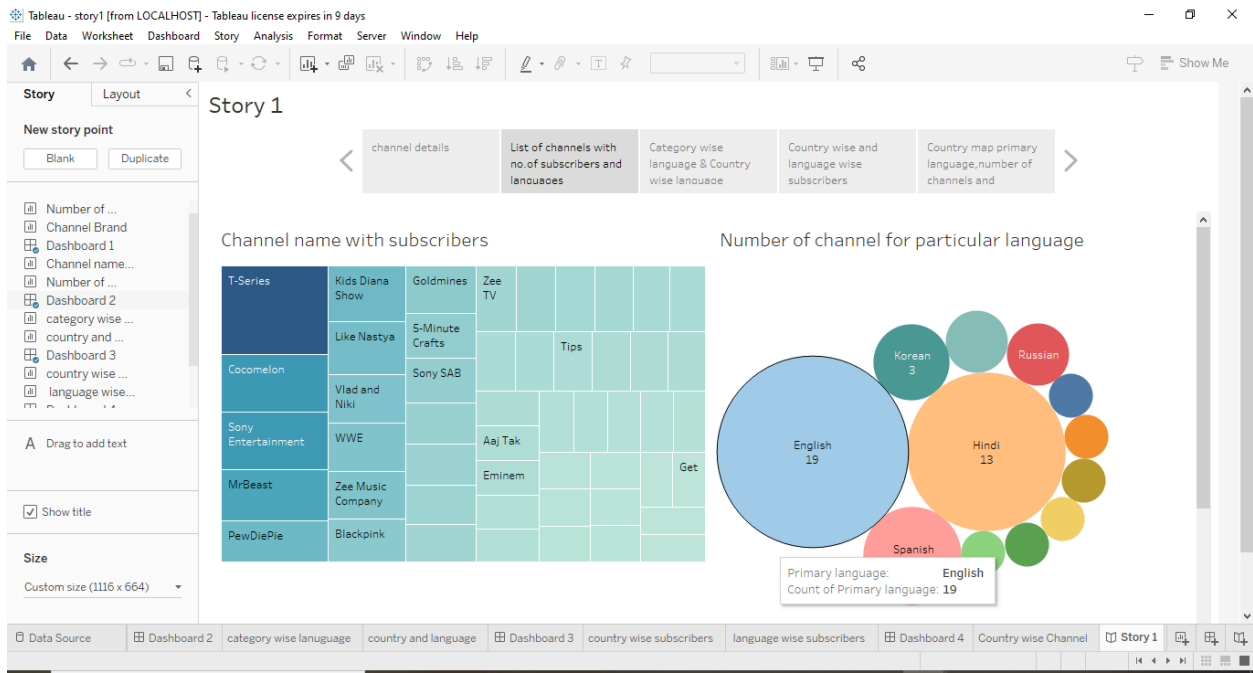 Tableau - story1 [from LOCALHOST] - Tableau license expires in 9 days
File Data Worksheet Dashboard Story Analysis Format Server Window Help
Show Me
Story Layout
New story point
Blank Duplicate
Number of ...
Channel Brand
Dashboard 1
Channel name...
Number of ...
Dashboard 2
category wise ...
country and ...
Dashboard 3
country wise ...
language wise...
A Drag to add text
Show title
Size
Custom size (1116 x 664)
Story 1
channel details
List of channels with
no.of subscribers and
languages
Category wise
language & Country
wise language
Country wise and
language wise
subscribers
Country map primary
language,number of
channels and
Channel name with subscribers
T-Series
Cocomelon
Sony
Entertainment
MrBeast
PewDiePie
Kids Diana
Show
Like Nastya
Vlad and
Niki
WWE
Zee Music
Company
Blackpink
Goldmines
5-Minute
Crafts
Sony SAB
Zee
TV
Tips
Aaj Tak
Eminem
Get
Number of channel for particular language
Korean
3
Russian
English
19
Hindi
13
Spanish
Primary language: English
Count of Primary language: 19
Data Source Dashboard 2 category wise lanuguage country and language Dashboard 3 country wise subscribers language wise subscribers Dashboard 4 Country wise Channel Story 1